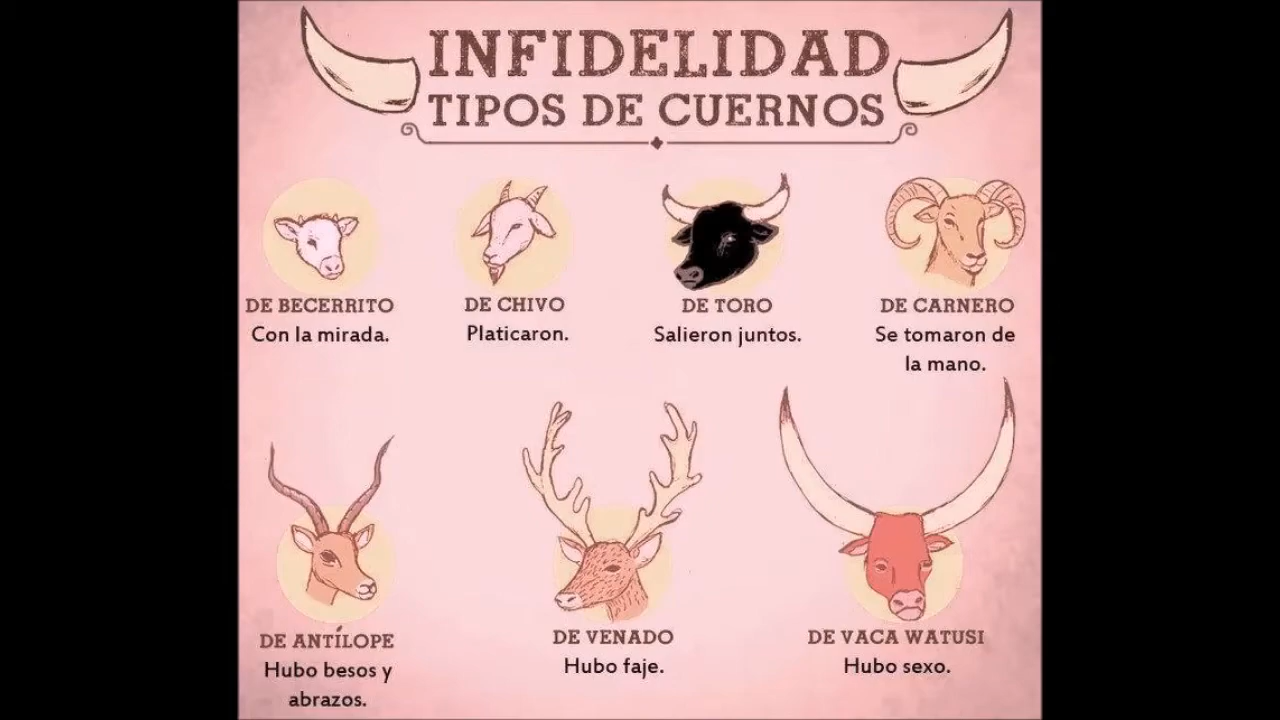 INFIDELIDAD
TIPOS DE CUERNOS
DE BECERRITO
Con la mirada.
DE CHIVO
Platicaron.
DE TORO
Salieron juntos.
DE CARNERO
Se tomaron de
la mano.
DE ANTÍLOPE
Hubo besos y
abrazos.
DE VENADO
Hubo faje.
DE VACA WATUSI
Hubo sexo.